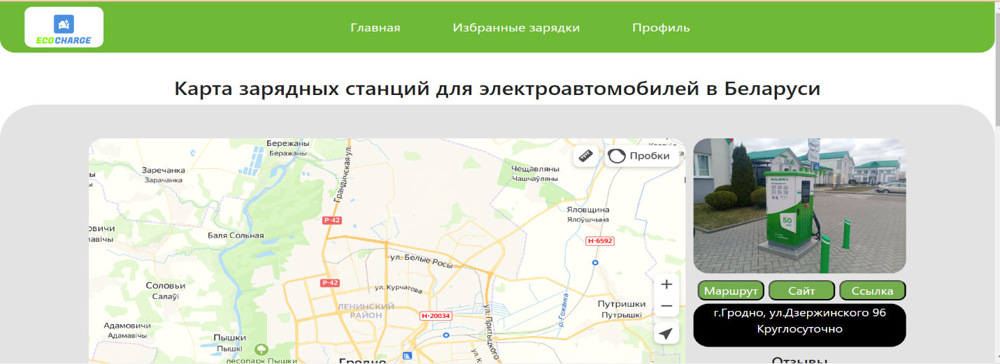 ECOCHARGE
Главная
Избранные зарядки
Профиль
Карта зарядных станций для электроавтомобилей в Беларуси
Бережаны
Беражаны
Заречанка
Зарачанка
Грандичская ул.
Пробки
Чещавляны
Чашчаўляны
Яловщина
Ялоўшчына
Р-42
Баля Сольная
Н-6592
ул. Белые Росы
Р-42
ул. Курчатова
Соловьи
Салаўі
ЛЕНИНСКИЙ
РАЙОН
Н-20034
ул. Притыцкого
р. Гожанка
Путришки
Путрышкі
Адамовичи
Адамавічы
Пышки
Пышкі
лесопарк Пышки
Гродно
MALANKA
50
Маршрут
Сайт
Ссылка
г.Гродно, ул.Дзержинского 96
Круглосуточно
Отзывы